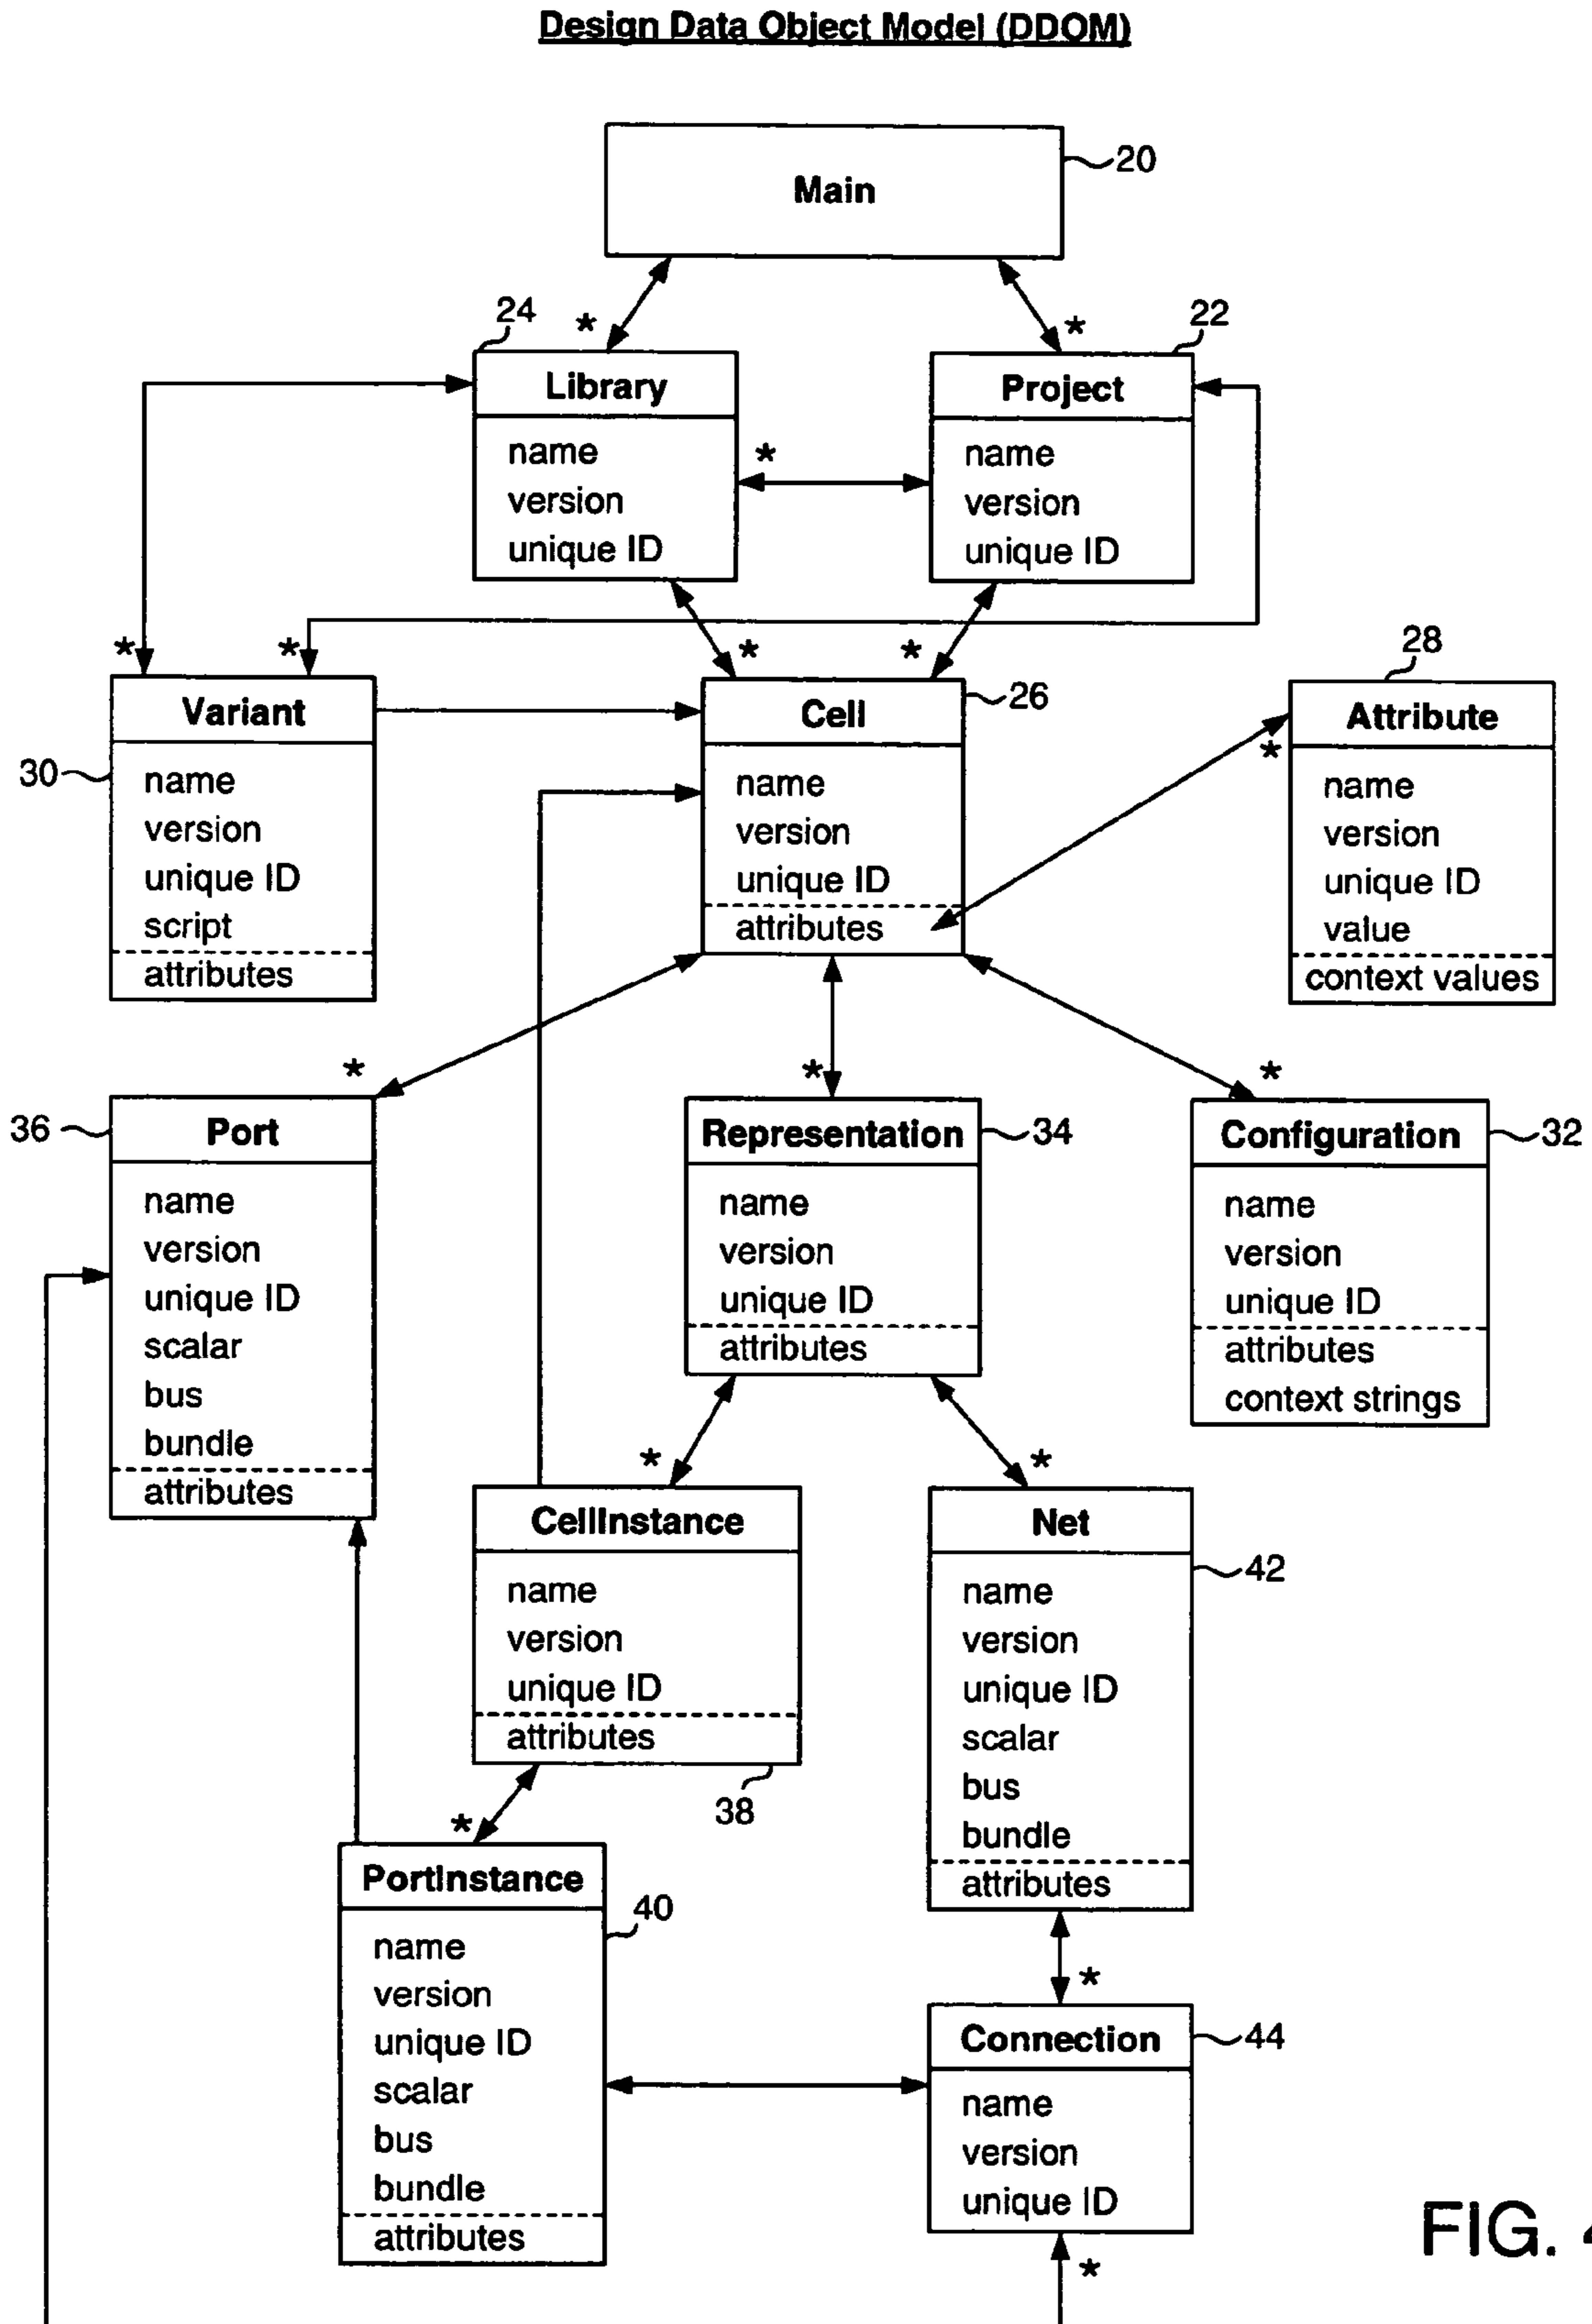 Design Data Object Model (DDOM)
Main
20
*
*
24
22
Library
name
version
unique ID
*
Project
name
version
unique ID
*
*
*
*
28
Variant
30
name
version
unique ID
script
attributes
Cell
26
name
version
unique ID
attributes
Attribute
*
name
version
unique ID
value
context values
*
*
*
36
Port
name
version
unique ID
scalar
bus
bundle
attributes
Representation
34
name
version
unique ID
attributes
Configuration
32
name
version
unique ID
attributes
context strings
*
*
CellInstance
name
version
unique ID
attributes
38
Net
42
name
version
unique ID
scalar
bus
bundle
attributes
*
PortInstance
40
name
version
unique ID
scalar
bus
bundle
attributes
*
Connection
44
name
version
unique ID
*
FIG. 4